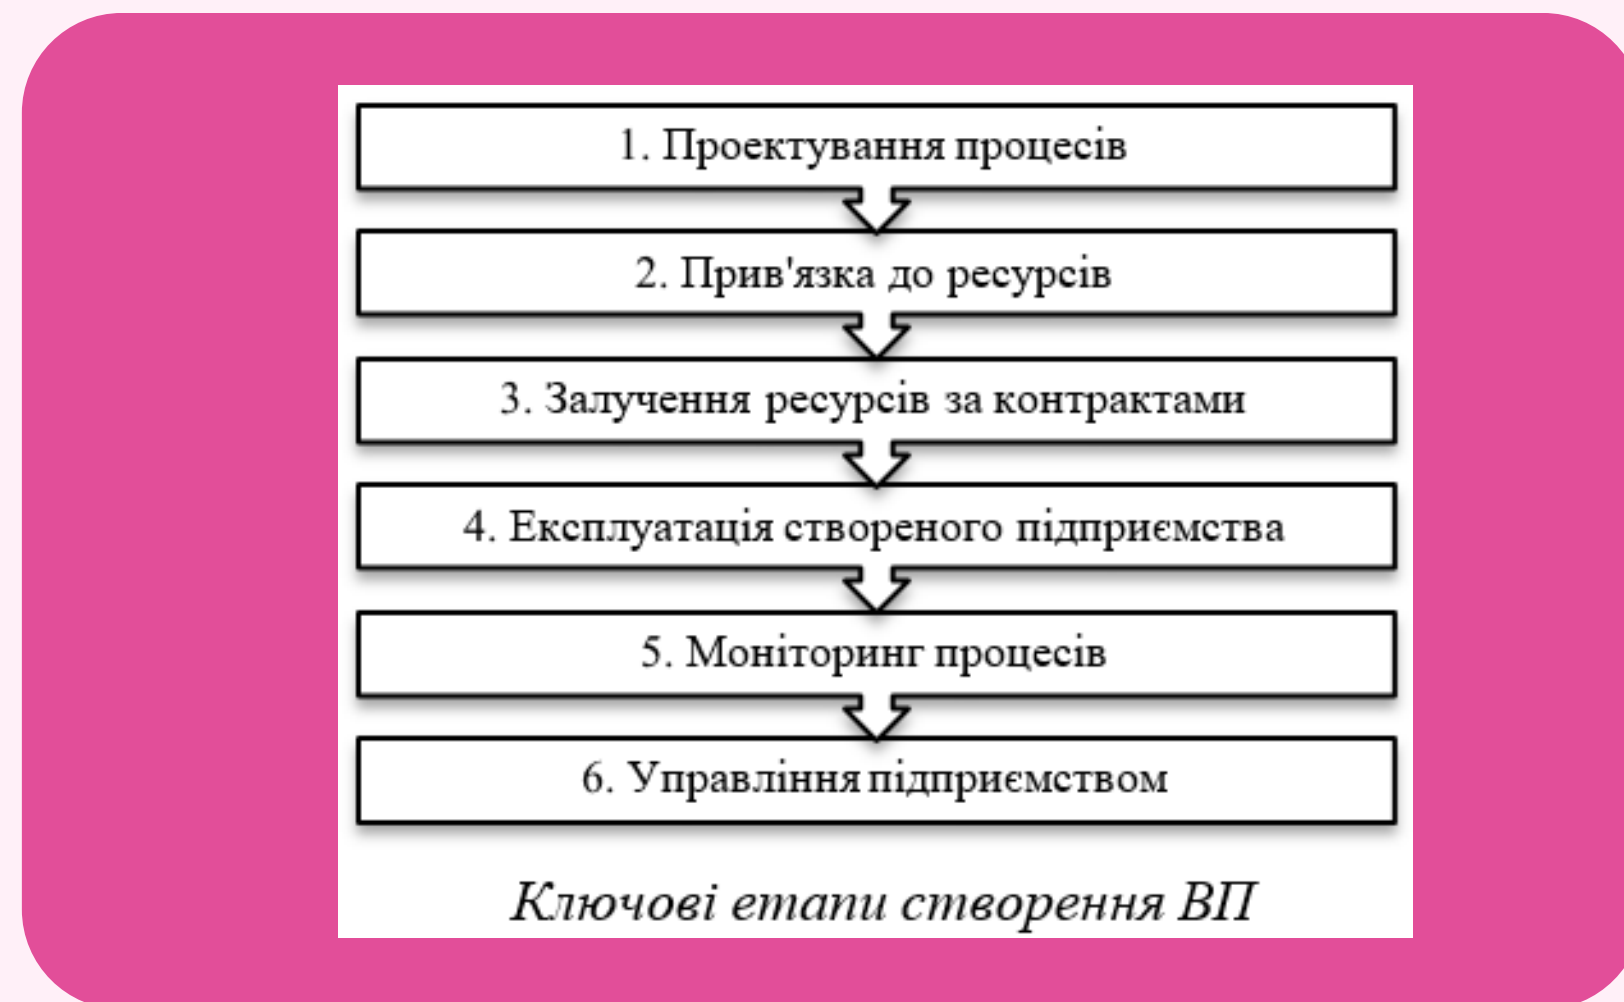 1. Проектування процесів
2. Прив'язка до ресурсів
3. Залучення ресурсів за контрактами
4. Експлуатація створеного підприємства
5. Моніторинг процесів
6. Управління підприємством
Ключові етапи створення ВП